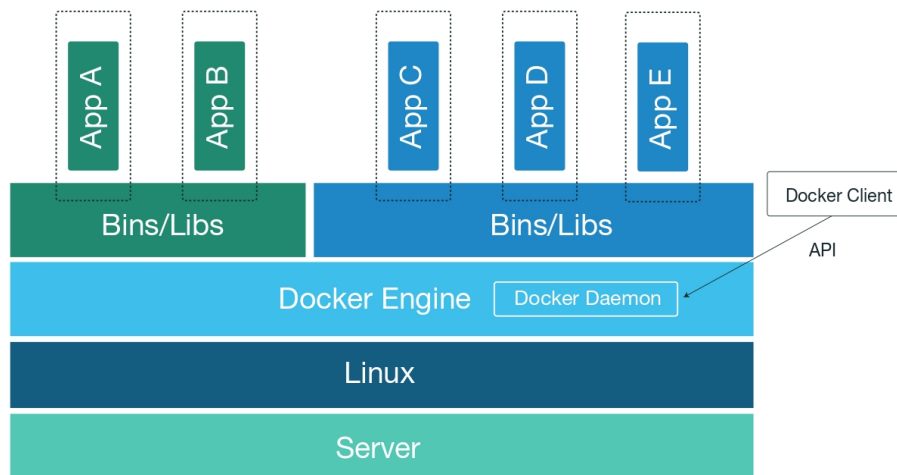 App A
App B
App C
App D
App E
Bins/Libs
Bins/Libs
Docker Client
API
Docker Engine
Docker Daemon
Linux
Server